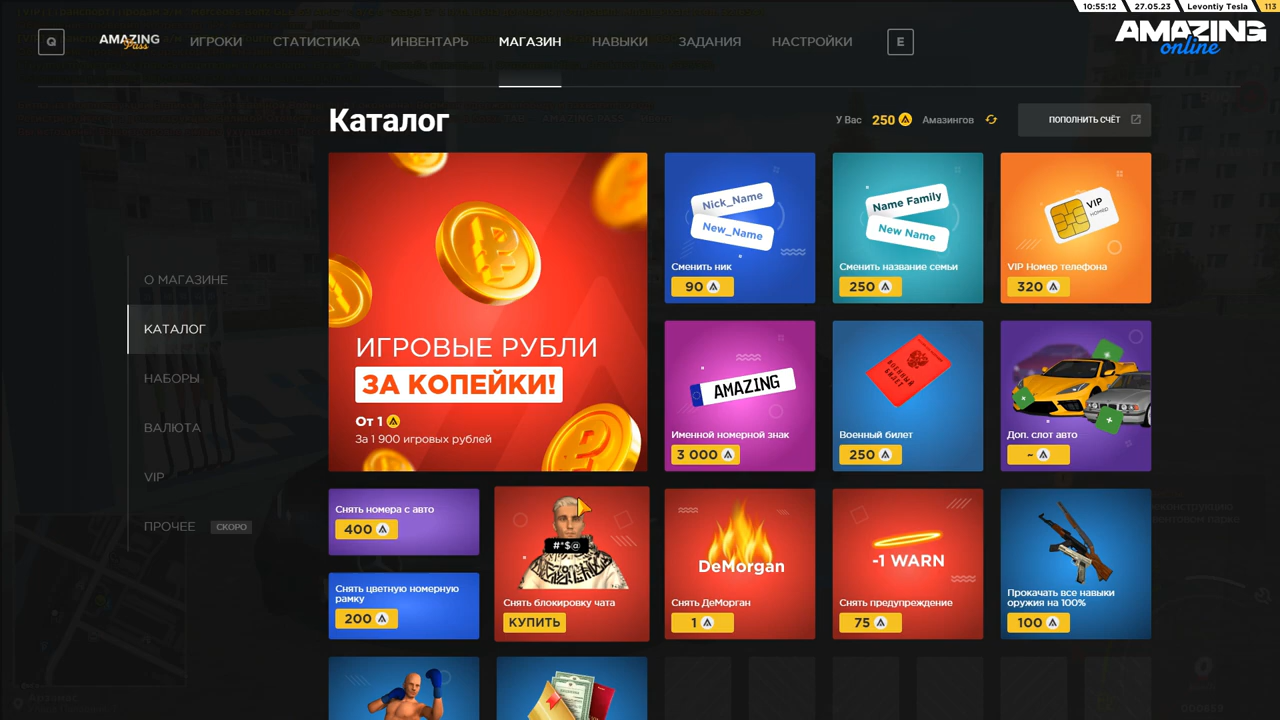 10:55:12
27.05.23
Levontiy Tesla
113
AMAZING
online
Q
AMAZING
Pass
ИГРОКИ
СТАТИСТИКА
ИНВЕНТАРЬ
МАГАЗИН
НАВЫКИ
ЗАДАНИЯ
НАСТРОЙКИ
E
Каталог
У Вас 250 Амазингов
ПОПОЛНИТЬ СЧЁТ
О МАГАЗИНЕ
КАТАЛОГ
НАБОРЫ
ВАЛЮТА
VIP
ПРОЧЕЕ СКОРО
ИГРОВЫЕ РУБЛИ
ЗА КОПЕЙКИ!
От 1
За 1 900 игровых рублей
Nick_Name
New_Name
Сменить ник
90
Name Family
New Name
Сменить название семьи
250
VIP
НОМЕР
VIP Номер телефона
320
AMAZING
Именной номерной знак
3 000
ВОЕННЫЙ
БИЛЕТ
Военный билет
250
Доп. слот авто
~
Снять номера с авто
400
Снять цветную номерную
рамку
200
#*$@
Снять блокировку чата
КУПИТЬ
DeMorgan
Снять ДеМорган
1
-1 WARN
Снять предупреждение
75
Прокачать все навыки
оружия на 100%
100